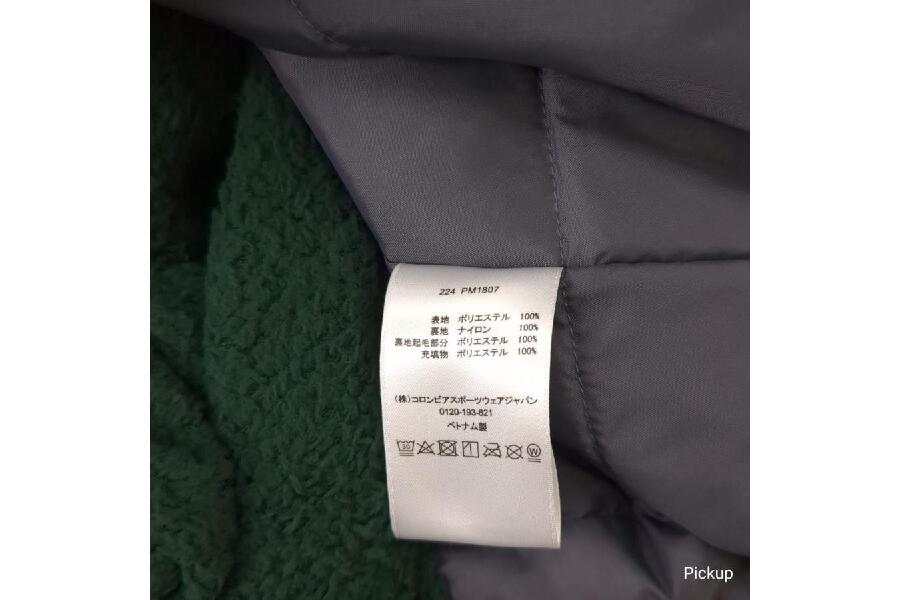 224 PM1807
表地 ポリエステル 100%
裏地 ナイロン 100%
裏地起毛部分 ポリエステル 100%
充填物 ポリエステル 100%
(株)コロンビアスポーツウェアジャパン
0120-193-821
ベトナム製
30 W
Pickup